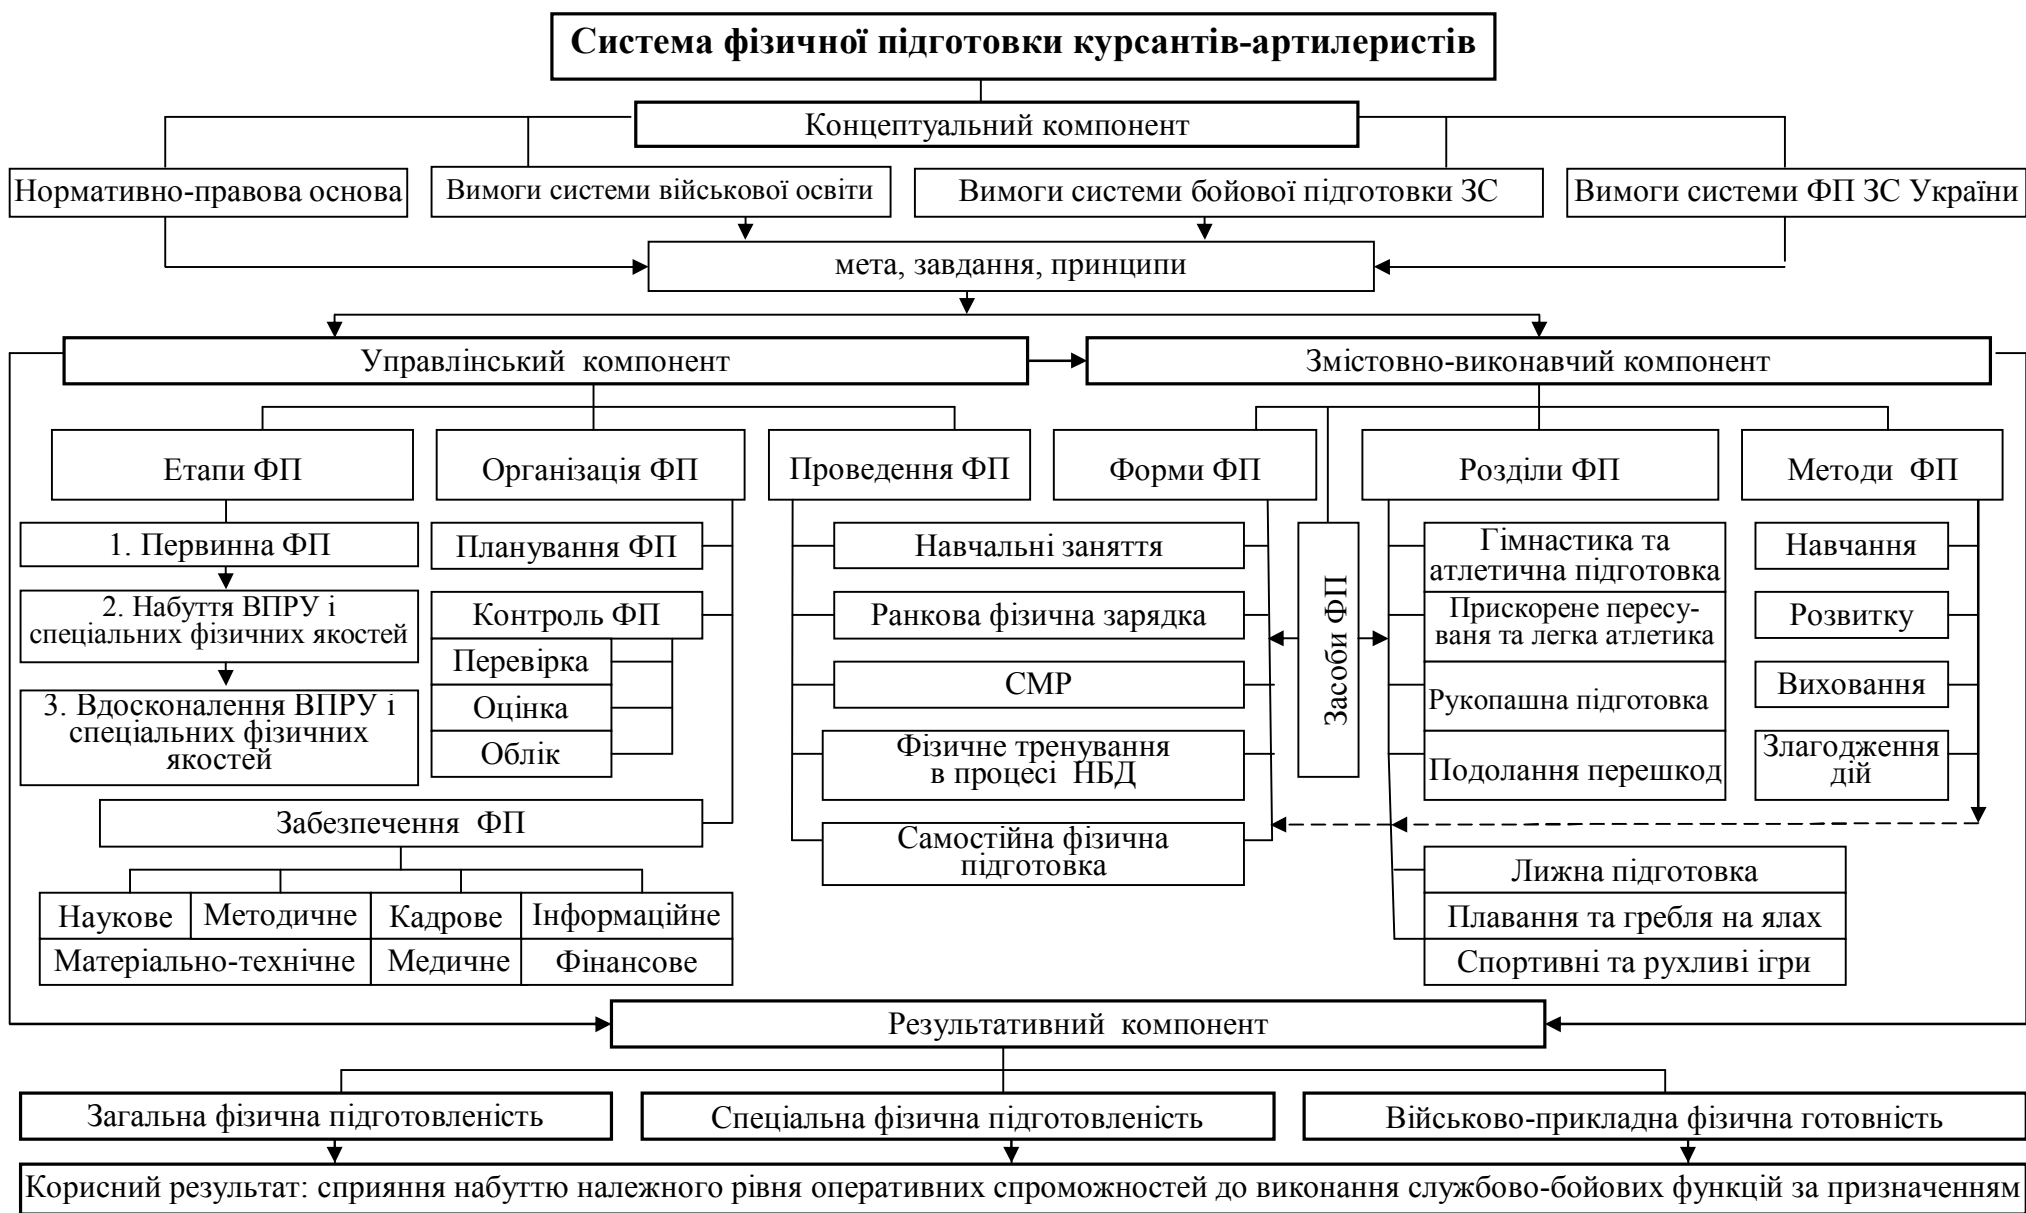 Система фізичної підготовки курсантів-артилеристів
Концептуальний компонент
Нормативно-правова основа
Вимоги системи військової освіти
Вимоги системи бойової підготовки ЗС
Вимоги системи ФП ЗС України
мета, завдання, принципи
Управлінський компонент
Змістовно-виконавчий компонент
Етапи ФП
Організація ФП
Проведення ФП
Форми ФП
Розділи ФП
Методи ФП
1. Первинна ФП
2. Набуття ВПРУ і
спеціальних фізичних якостей
3. Вдосконалення ВПРУ і
спеціальних фізичних
якостей
Планування ФП
Контроль ФП
Перевірка
Оцінка
Облік
Забезпечення ФП
Наукове
Методичне
Кадрове
Інформаційне
Матеріально-технічне
Медичне
Фінансове
Навчальні заняття
Ранкова фізична зарядка
СМР
Фізичне тренування
в процесі НБД
Самостійна фізична
підготовка
Засоби ФП
Гімнастика та
атлетична підготовка
Прискорене пересу-
ваня та легка атлетика
Рукопашна підготовка
Подолання перешкод
Лижна підготовка
Плавання та гребля на ялах
Спортивні та рухливі ігри
Навчання
Розвитку
Виховання
Злагодження
дій
Результативний компонент
Загальна фізична підготовленість
Спеціальна фізична підготовленість
Військово-прикладна фізична готовність
Корисний результат: сприяння набуттю належного рівня оперативних спроможностей до виконання службово-бойових функцій за призначенням